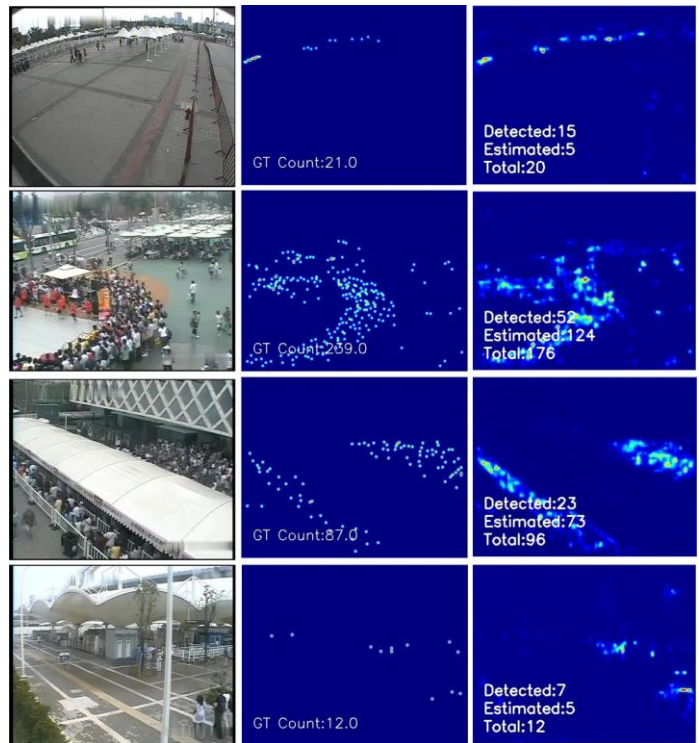 GT Count:21.0
Detected:15
Estimated:5
Total:20
GT Count:239.0
Detected:52
Estimated:124
Total:176
GT Count:87.0
Detected:23
Estimated:73
Total:96
GT Count:12.0
Detected:7
Estimated:5
Total:12